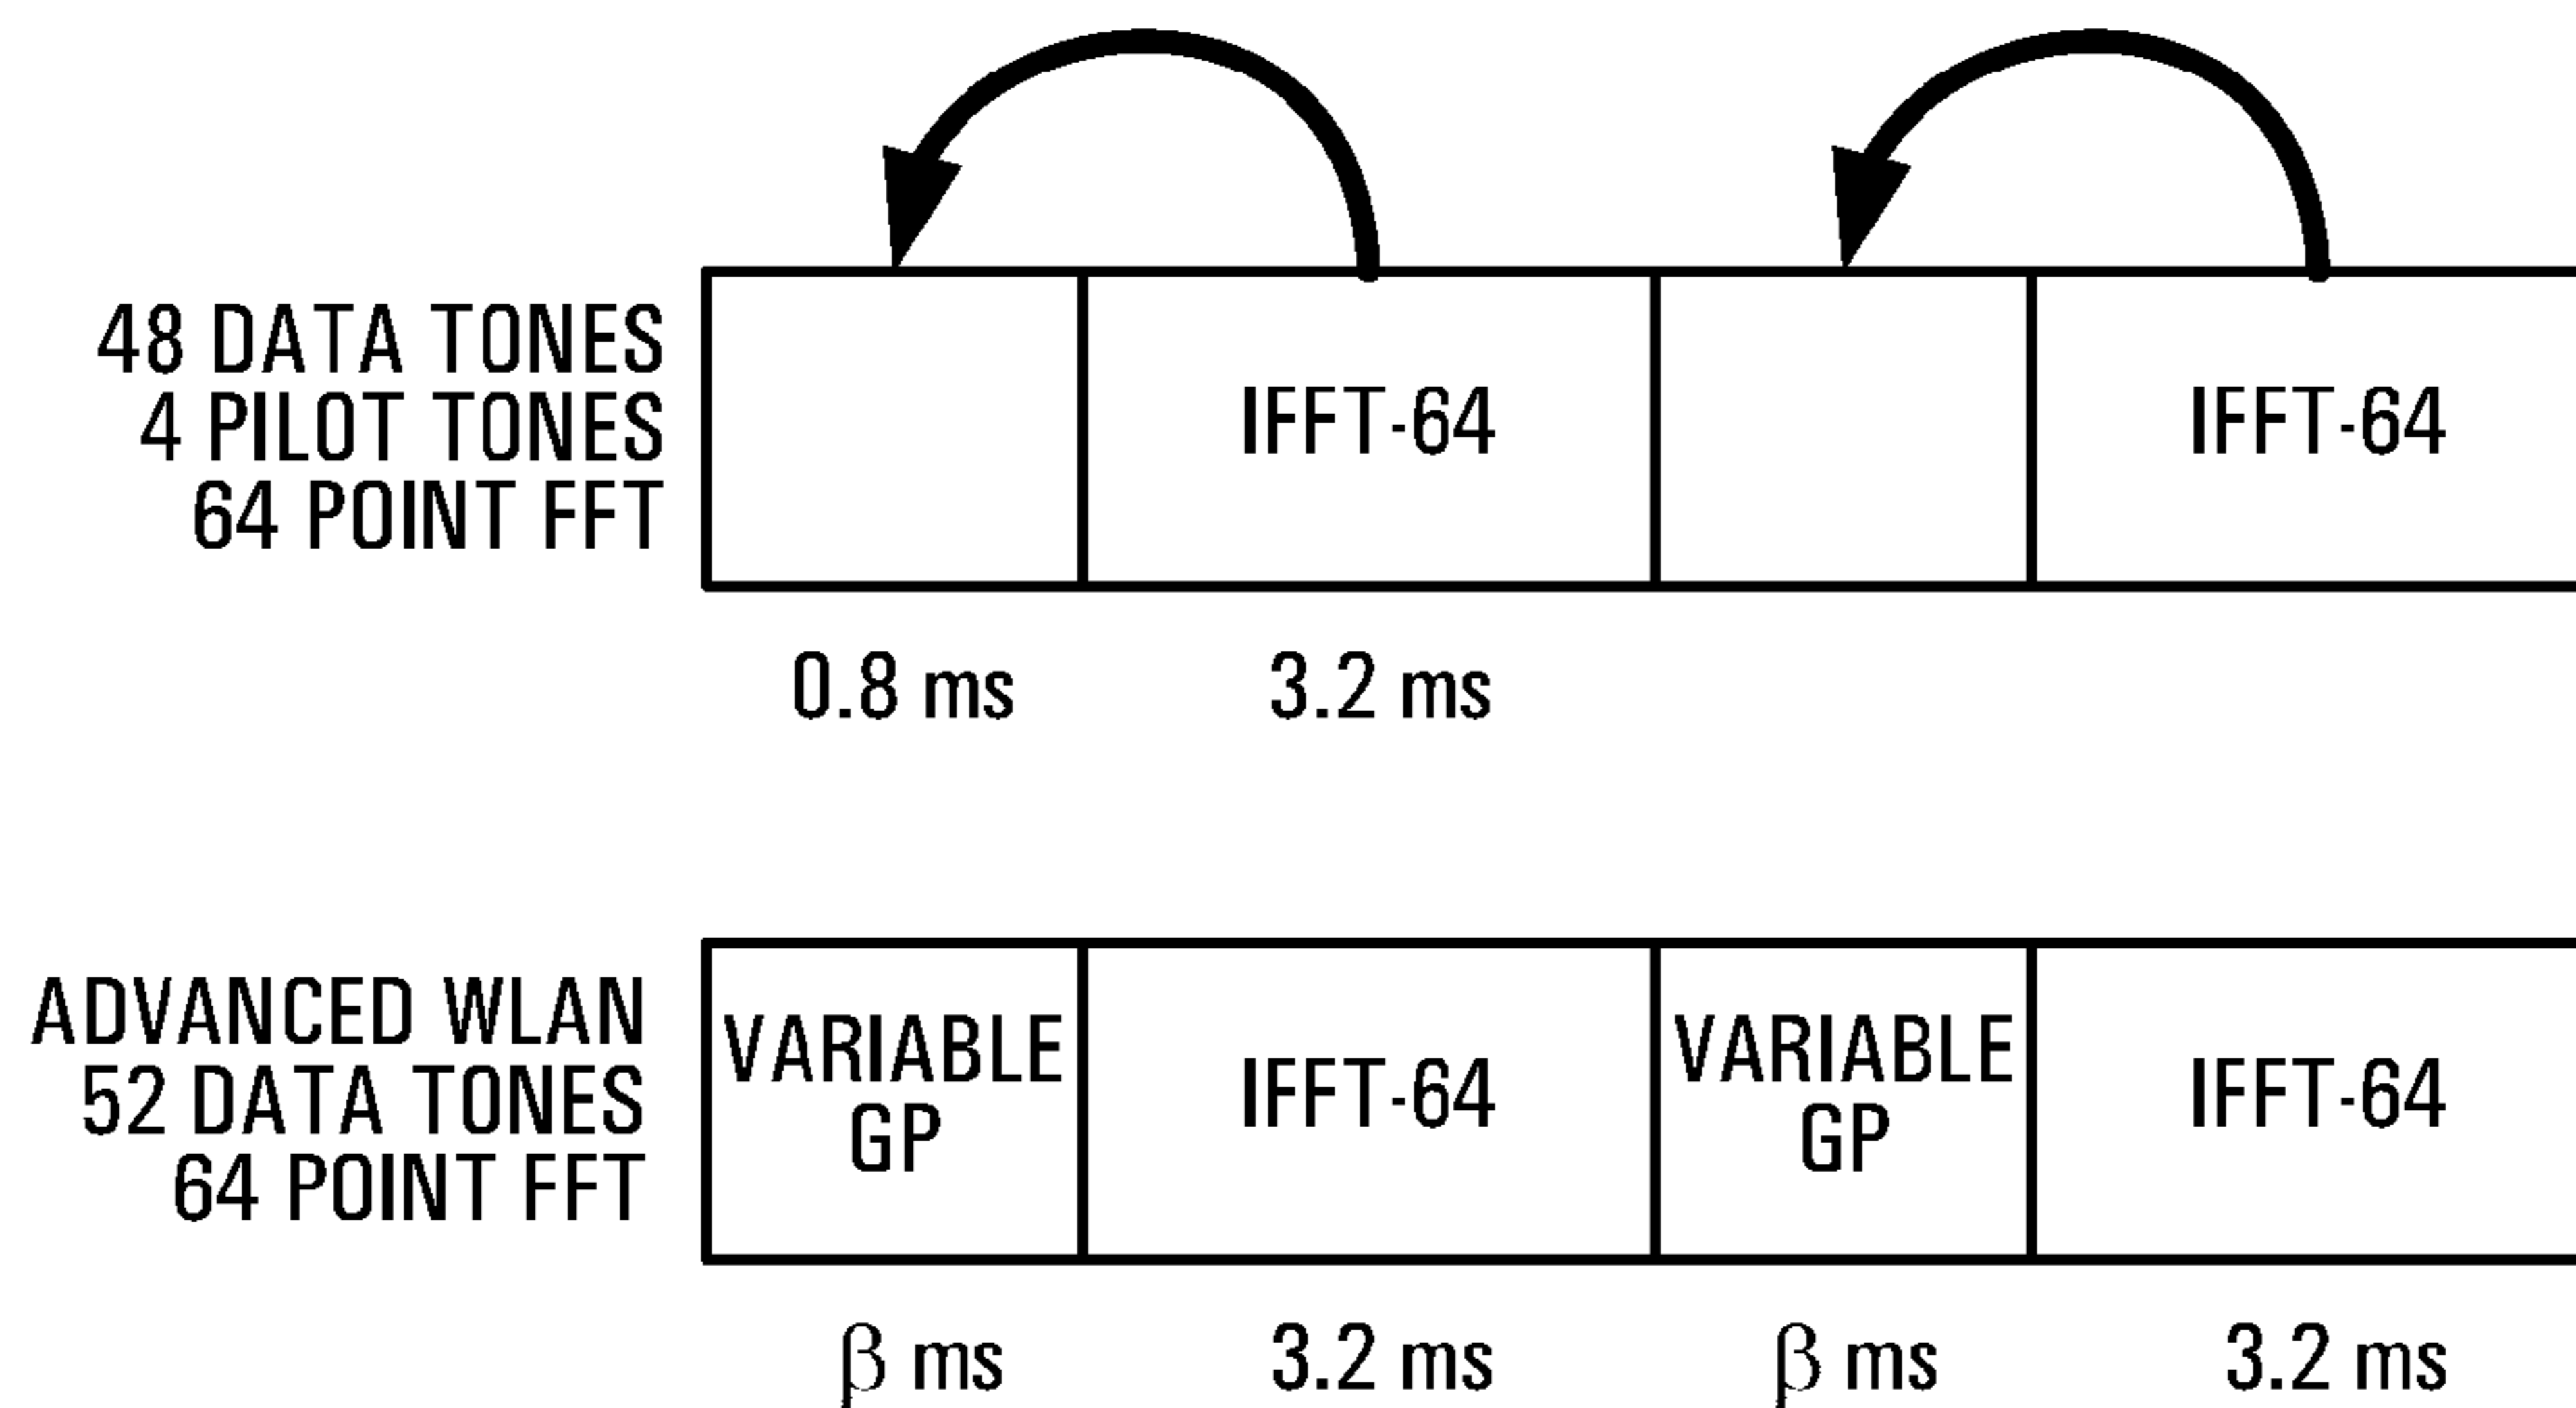 48 DATA TONES
4 PILOT TONES
64 POINT FFT
IFFT-64
IFFT-64
0.8 ms
3.2 ms
ADVANCED WLAN
52 DATA TONES
64 POINT FFT
VARIABLE
GP
IFFT-64
VARIABLE
GP
IFFT-64
β ms
3.2 ms
β ms
3.2 ms